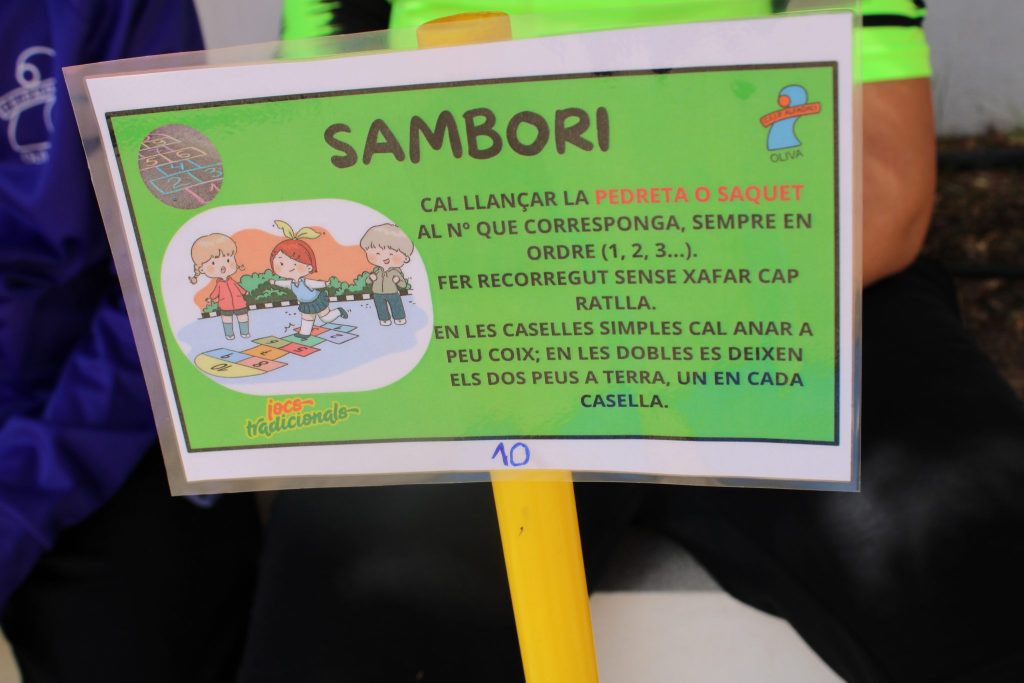 SAMBORI
OLIVA
CAL LLANÇAR LA PEDRETA O SAQUET
AL Nº QUE CORRESPONGA, SEMPRE EN
ORDRE (1, 2, 3...).
FER RECORREGUT SENSE XAFAR CAP
RATLLA.
EN LES CASELLES SIMPLES CAL ANAR A
PEU COIX; EN LES DOBLES ES DEIXEN
ELS DOS PEUS A TERRA, UN EN CADA
CASELLA.
jocs
tradicionals
10